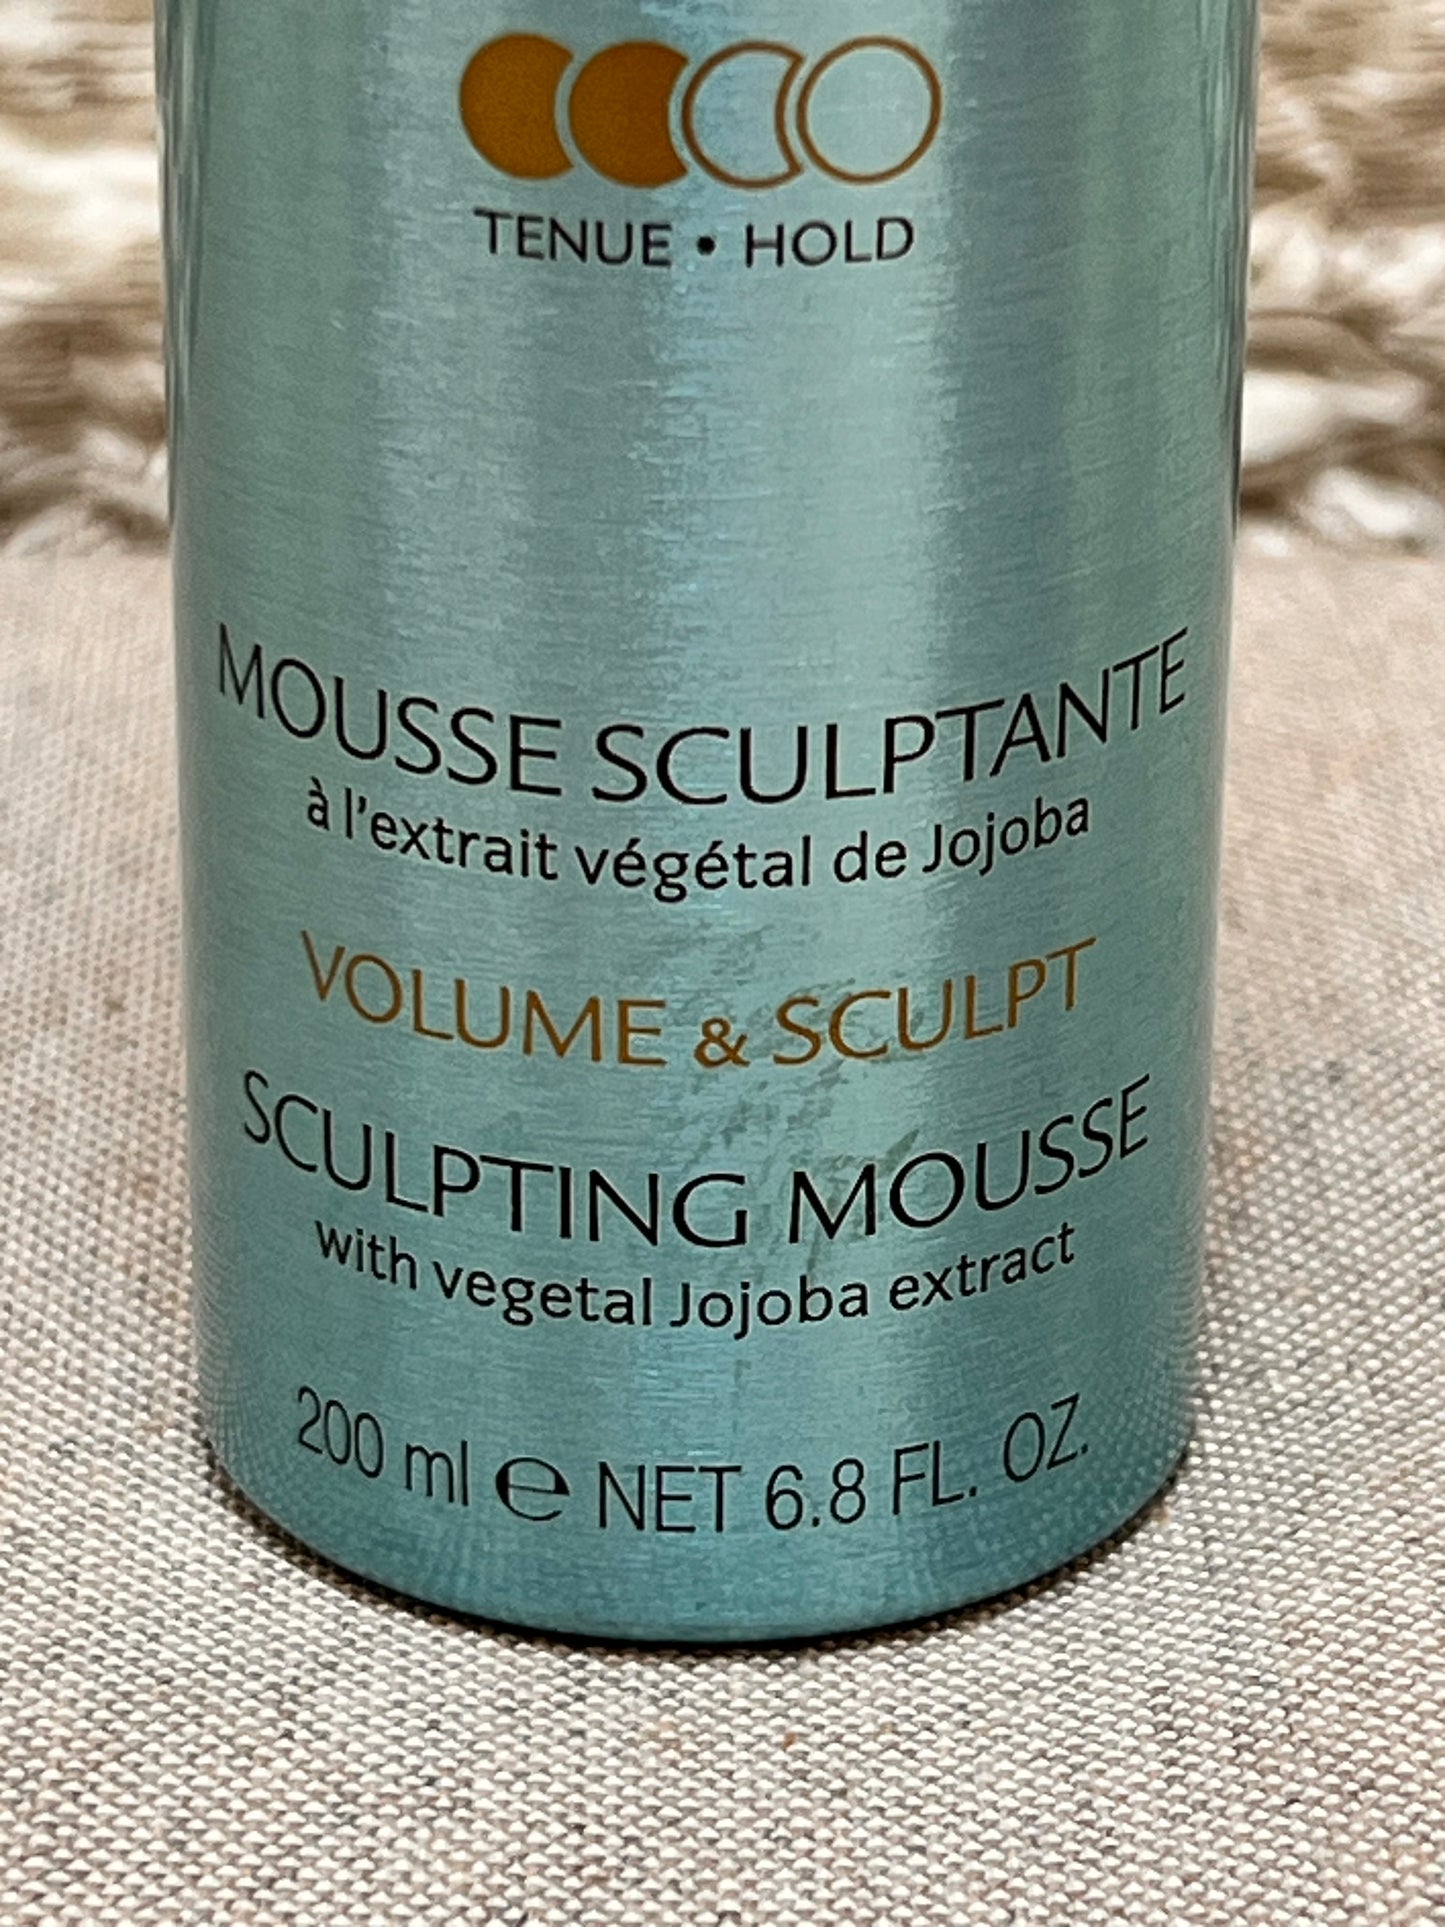 TENUE • HOLD
MOUSSE SCULPTANTE
à l'extrait végétal de Jojoba
VOLUME & SCULPT
SCULPTING MOUSSE
with vegetal Jojoba extract
200 ml ℮ NET 6.8 FL. OZ.